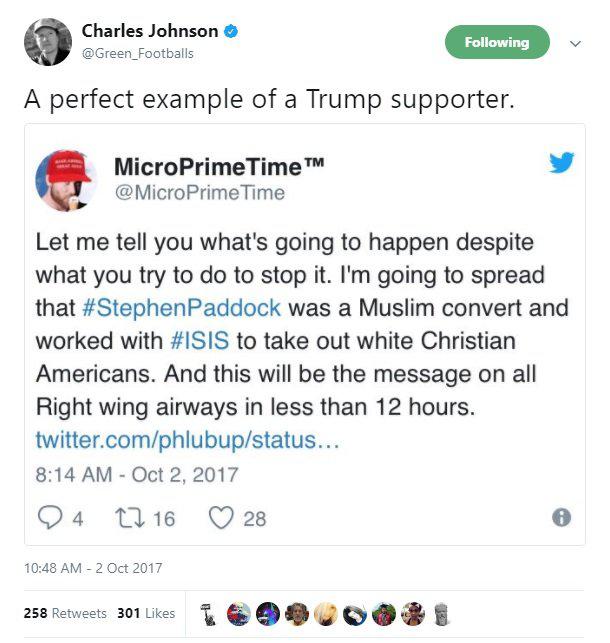 Charles Johnson
@Green_Footballs
Following
A perfect example of a Trump supporter.
MicroPrimeTime™
@MicroPrimeTime
Let me tell you what's going to happen despite
what you try to do to stop it. I'm going to spread
that #StephenPaddock was a Muslim convert and
worked with #ISIS to take out white Christian
Americans. And this will be the message on all
Right wing airways in less than 12 hours.
twitter.com/phlubup/status...
8:14 AM - Oct 2, 2017
4 16 28
10:48 AM - 2 Oct 2017
258 Retweets 301 Likes